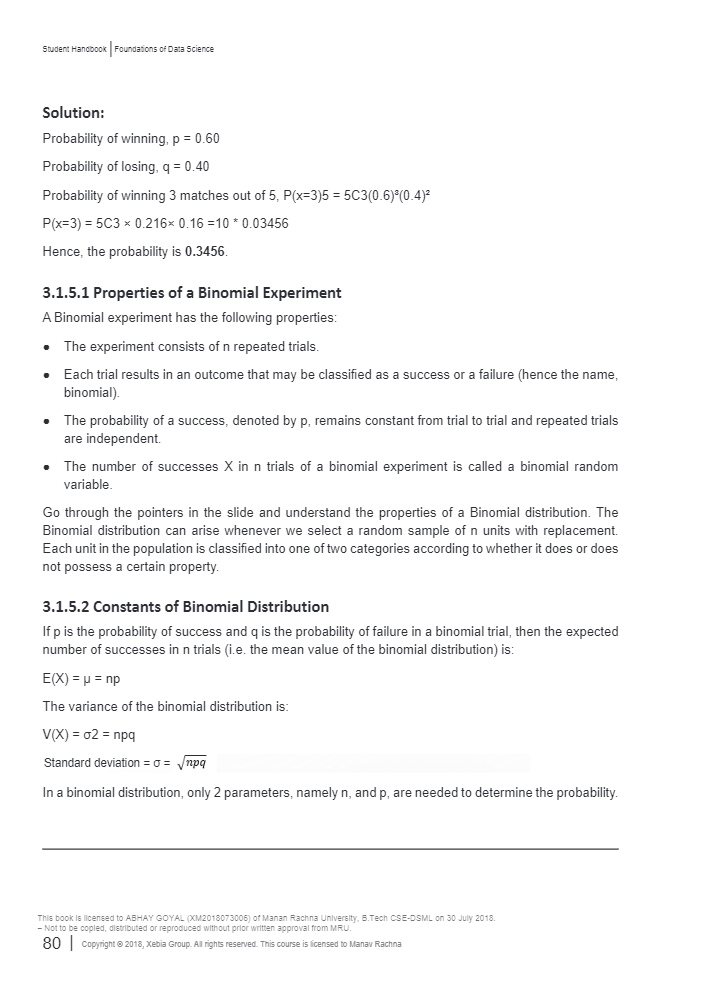 Student Handbook | Foundations of Data Science
Solution:
Probability of winning, p = 0.60
Probability of losing, q = 0.40
Probability of winning 3 matches out of 5, P(x=3)5 = 5C3(0.6)³(0.4)²
P(x=3) = 5C3 × 0.216× 0.16 =10 * 0.03456
Hence, the probability is 0.3456.
3.1.5.1 Properties of a Binomial Experiment
A Binomial experiment has the following properties:
• The experiment consists of n repeated trials.
• Each trial results in an outcome that may be classified as a success or a failure (hence the name,
binomial).
• The probability of a success, denoted by p, remains constant from trial to trial and repeated trials
are independent.
• The number of successes X in n trials of a binomial experiment is called a binomial random
variable.
Go through the pointers in the slide and understand the properties of a Binomial distribution. The
Binomial distribution can arise whenever we select a random sample of n units with replacement.
Each unit in the population is classified into one of two categories according to whether it does or does
not possess a certain property.
3.1.5.2 Constants of Binomial Distribution
If p is the probability of success and q is the probability of failure in a binomial trial, then the expected
number of successes in n trials (i.e. the mean value of the binomial distribution) is:
E(X) = μ = np
The variance of the binomial distribution is:
V(X) = σ2 = npq
Standard deviation = σ = √npq
In a binomial distribution, only 2 parameters, namely n, and p, are needed to determine the probability.
This book is licensed to ABHAY GOYAL (XM2018073006) of Manan Rachna University, B.Tech CSE-DSML on 30 July 2018.
– Not to be copied, distributed or reproduced without prior written approval from MRU.
80 | Copyright © 2018, Xebia Group. All rights reserved. This course is licensed to Manav Rachna